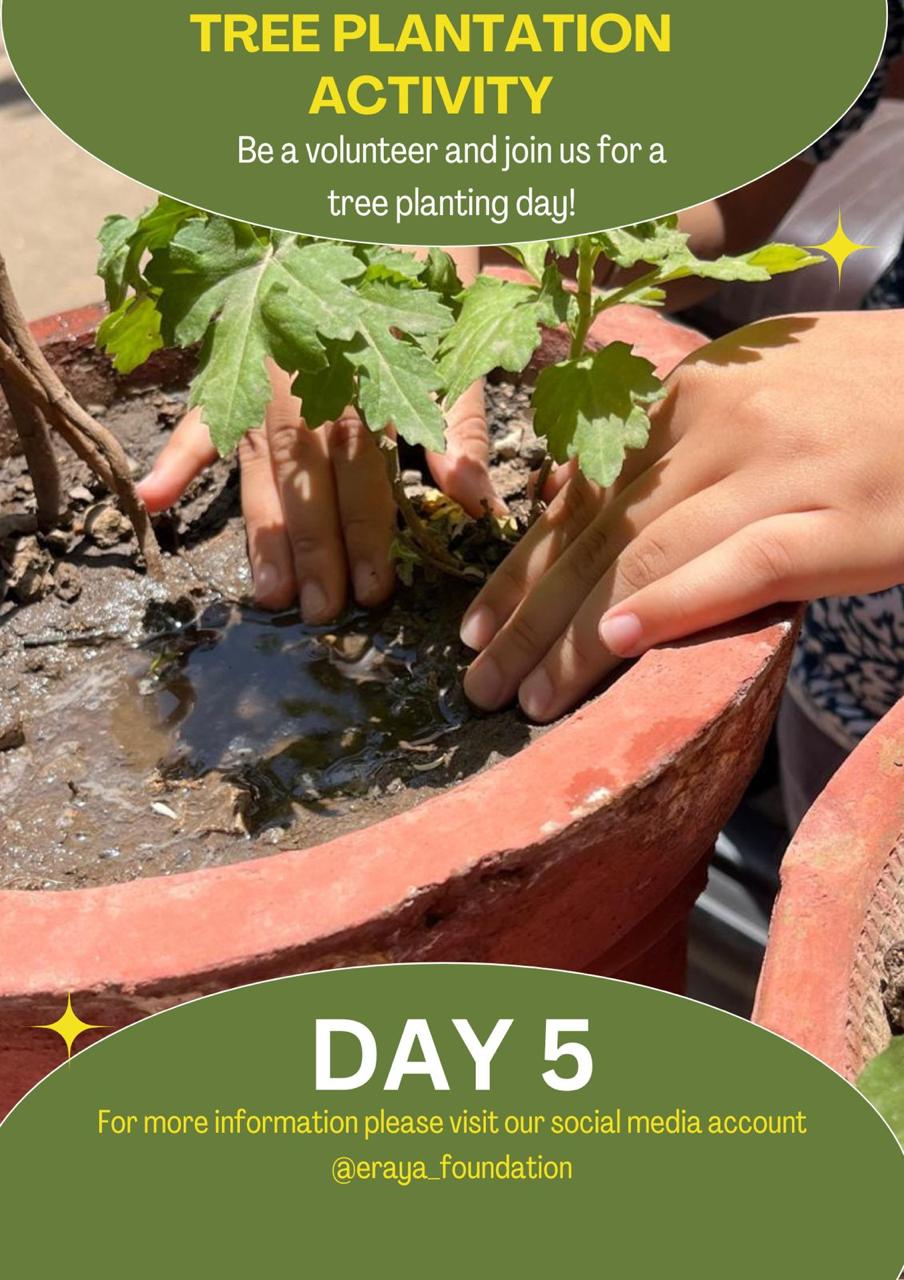 TREE PLANTATION
ACTIVITY
Be a volunteer and join us for a
tree planting day!
DAY 5
For more information please visit our social media account
@eraya_foundation